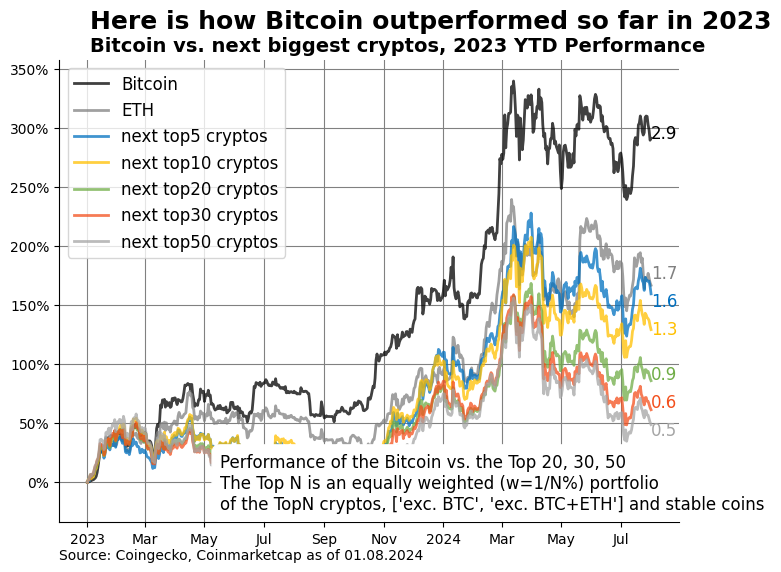 Here is how Bitcoin outperformed so far in 2023
Bitcoin vs. next biggest cryptos, 2023 YTD Performance
350%
300%
250%
200%
150%
100%
50%
0%
Bitcoin
ETH
next top5 cryptos
next top10 cryptos
next top20 cryptos
next top30 cryptos
next top50 cryptos
2.9
1.7
1.6
1.3
0.9
0.6
0.5
Performance of the Bitcoin vs. the Top 20, 30, 50
The Top N is an equally weighted (w=1/N%) portfolio
of the TopN cryptos, ['exc. BTC', 'exc. BTC+ETH'] and stable coins
2023 Mar May Jul Sep Nov 2024 Mar May Jul
Source: Coingecko, Coinmarketcap as of 01.08.2024